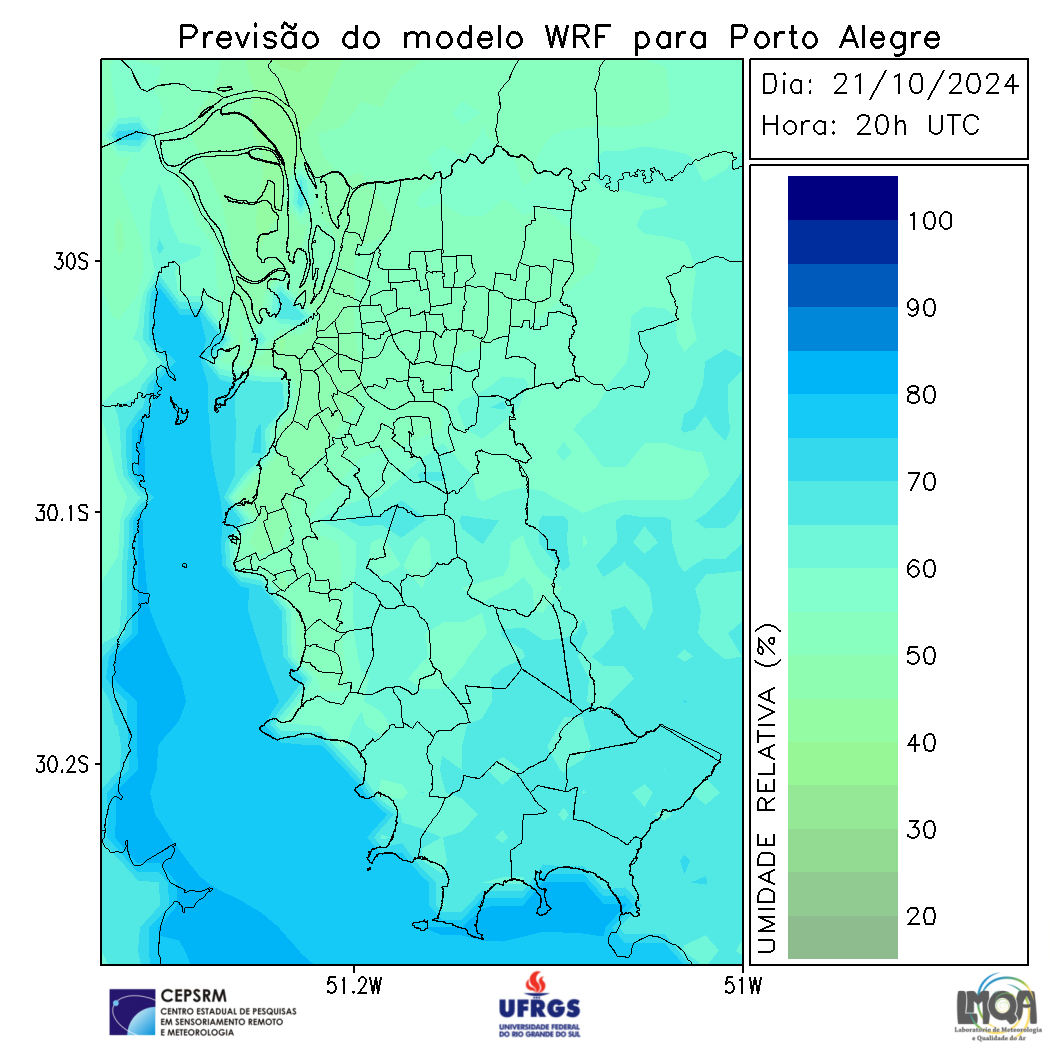 Previsão do modelo WRF para Porto Alegre
Dia: 21/10/2024
Hora: 20h UTC
100
90
80
70
60
50
40
30
20
UMIDADE RELATIVA (%)
30S
30.1S
30.2S
51.2W
51W
CEPSRM
CENTRO ESTADUAL DE PESQUISAS
EM SENSORIAMENTO REMOTO
E METEOROLOGIA
UFRGS
UNIVERSIDADE FEDERAL
DO RIO GRANDE DO SUL
LMQA
Laboratório de Meteorologia
e Qualidade do Ar